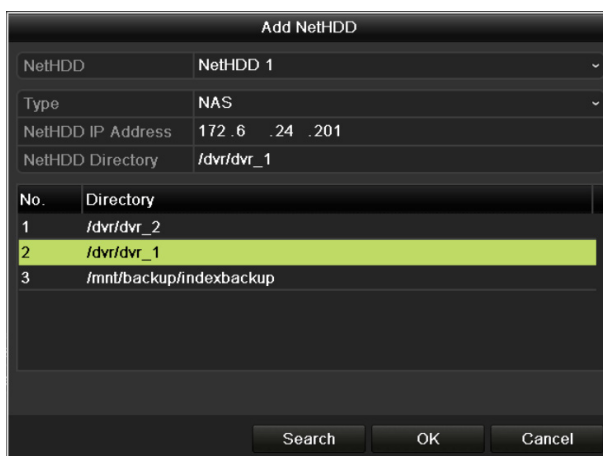 Add NetHDD
NetHDD NetHDD 1
Type NAS
NetHDD IP Address 172 .6 .24 .201
NetHDD Directory /dvr/dvr_1
No. Directory
1 /dvr/dvr_2
2 /dvr/dvr_1
3 /mnt/backup/indexbackup
Search OK Cancel